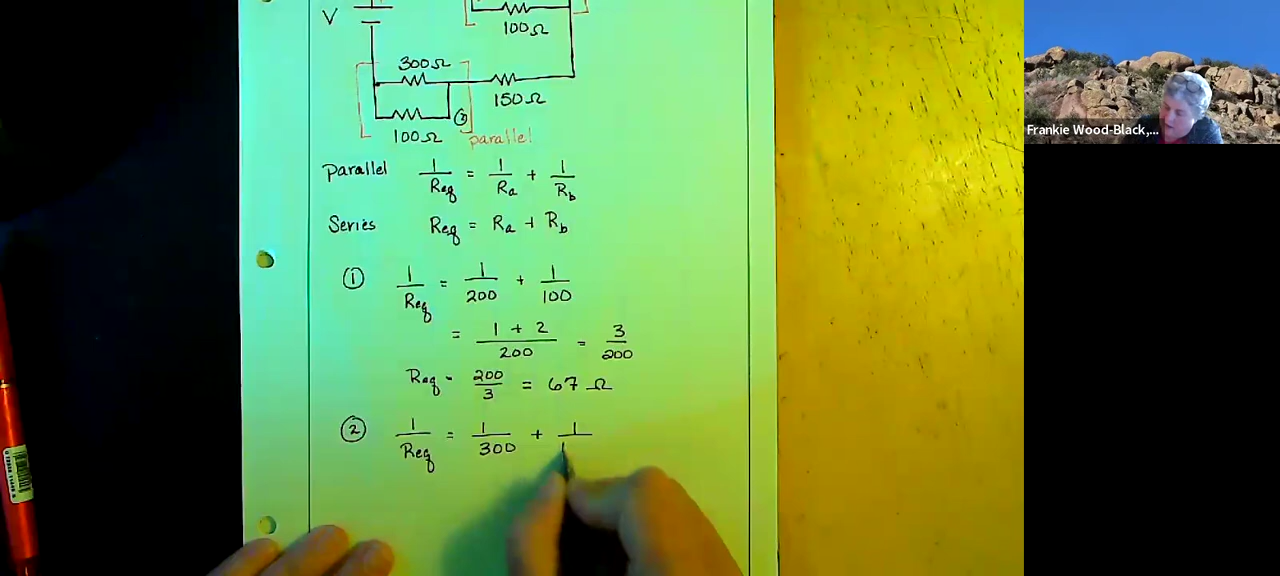 V
100Ω
300Ω
150Ω
②
100Ω parallel
Parallel 1/Req = 1/Ra + 1/Rb
Series Req = Ra + Rb
① 1/Req = 1/200 + 1/100
= 1 + 2/200 = 3/200
Req = 200/3 = 67 Ω
② 1/Req = 1/300 + 1/1
Frankie Wood-Black,...